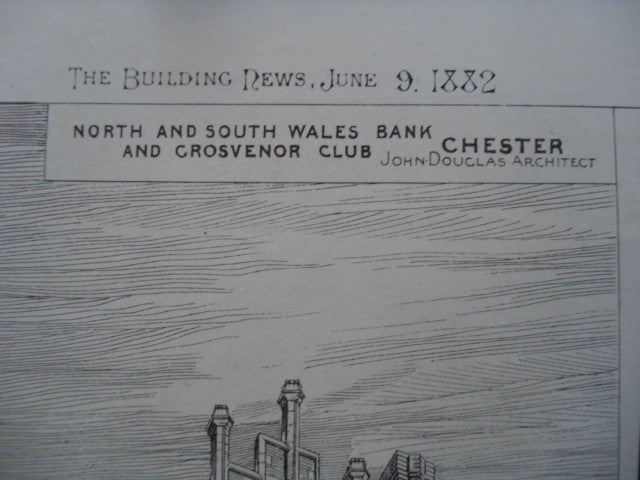 THE BUILDING NEWS, JUNE 9. 1882
NORTH AND SOUTH WALES BANK
AND GROSVENOR CLUB CHESTER
JOHN·DOUGLAS ARCHITECT